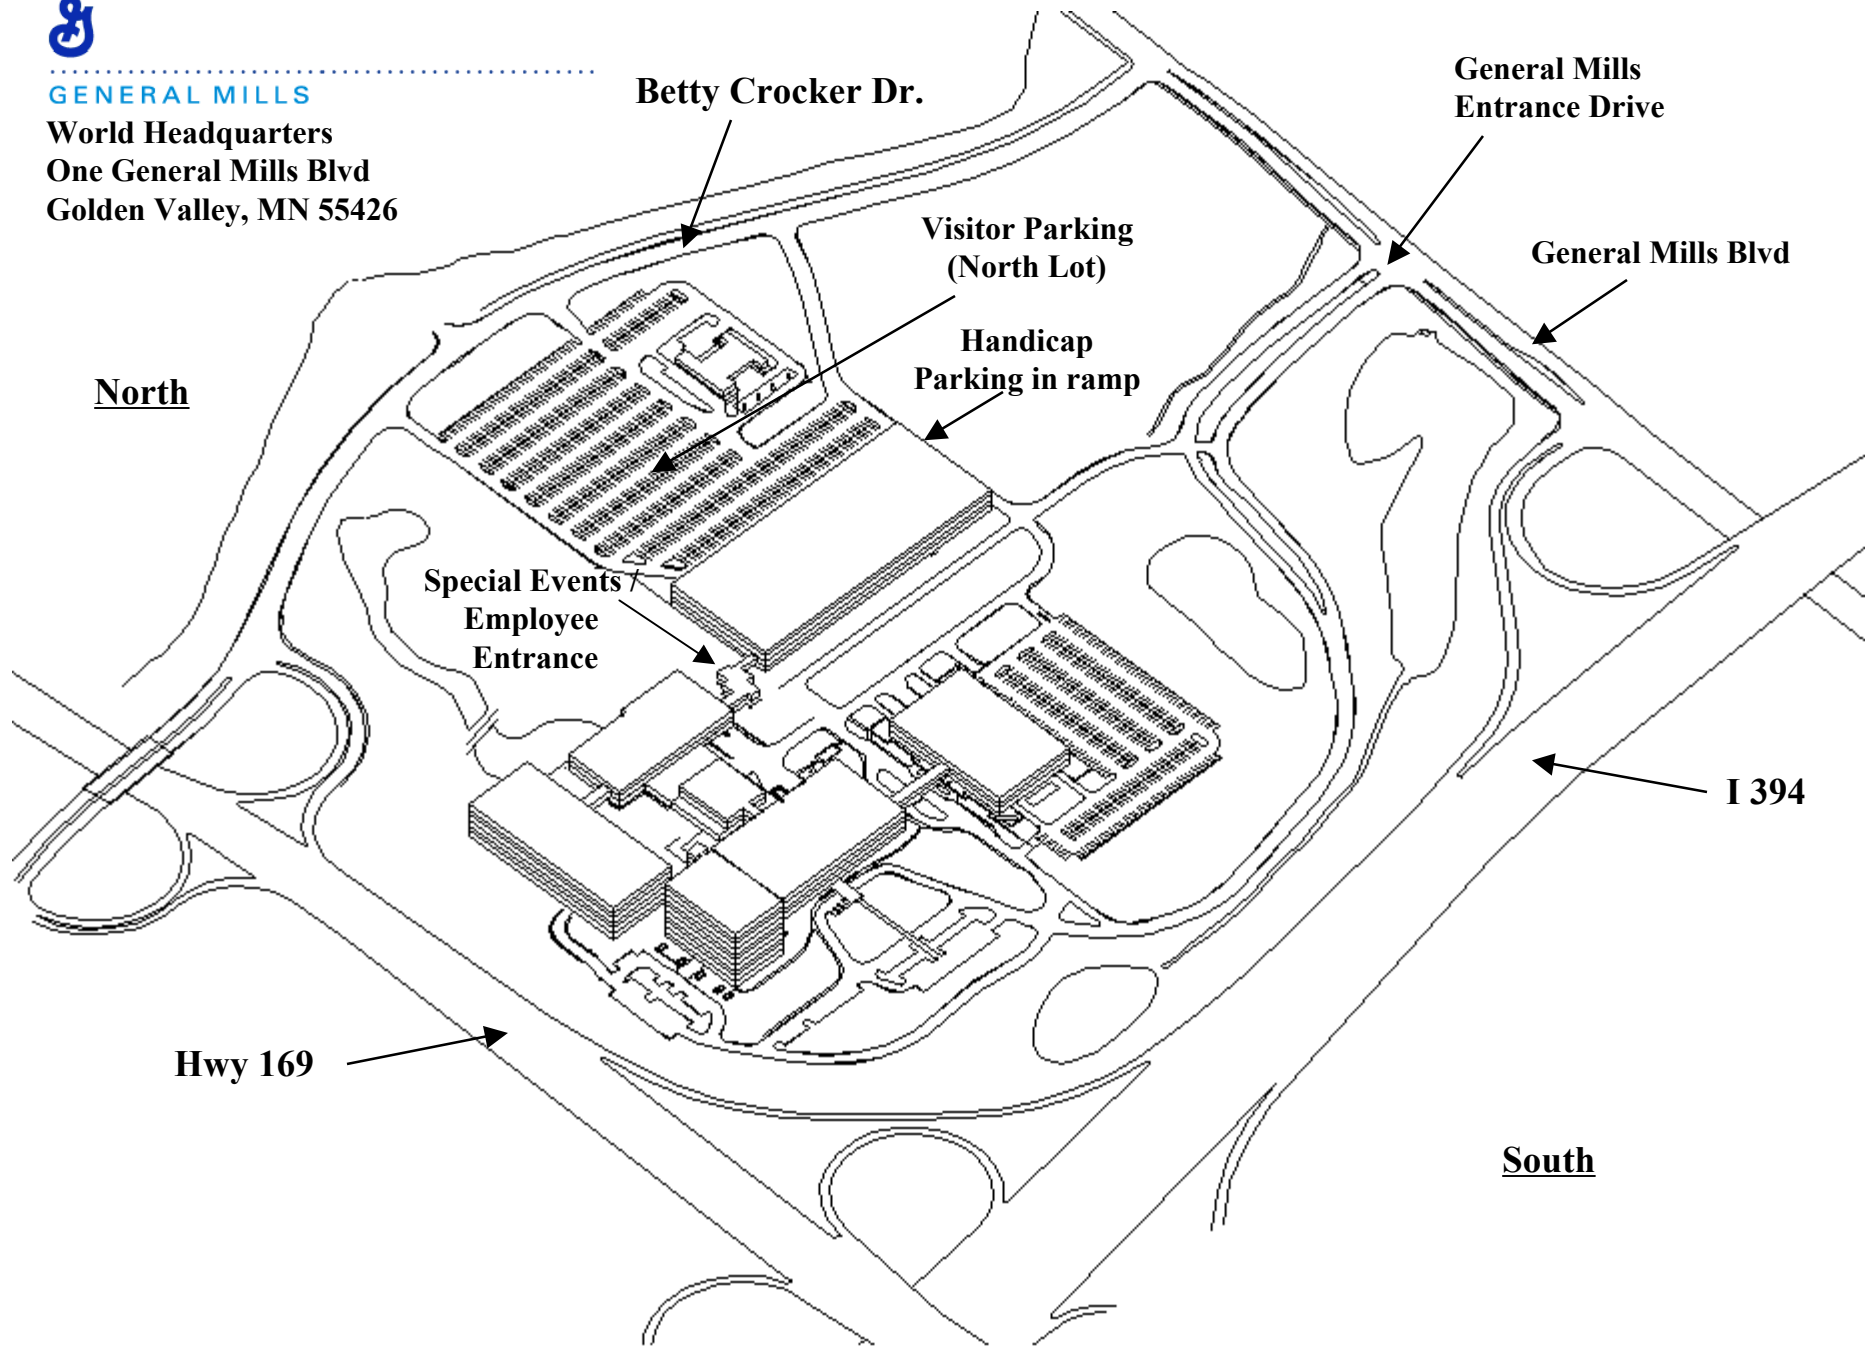 GENERAL MILLS
World Headquarters
One General Mills Blvd
Golden Valley, MN 55426
Betty Crocker Dr.
General Mills
Entrance Drive
Visitor Parking
(North Lot)
General Mills Blvd
Handicap
Parking in ramp
North
Special Events /
Employee
Entrance
I 394
Hwy 169
South